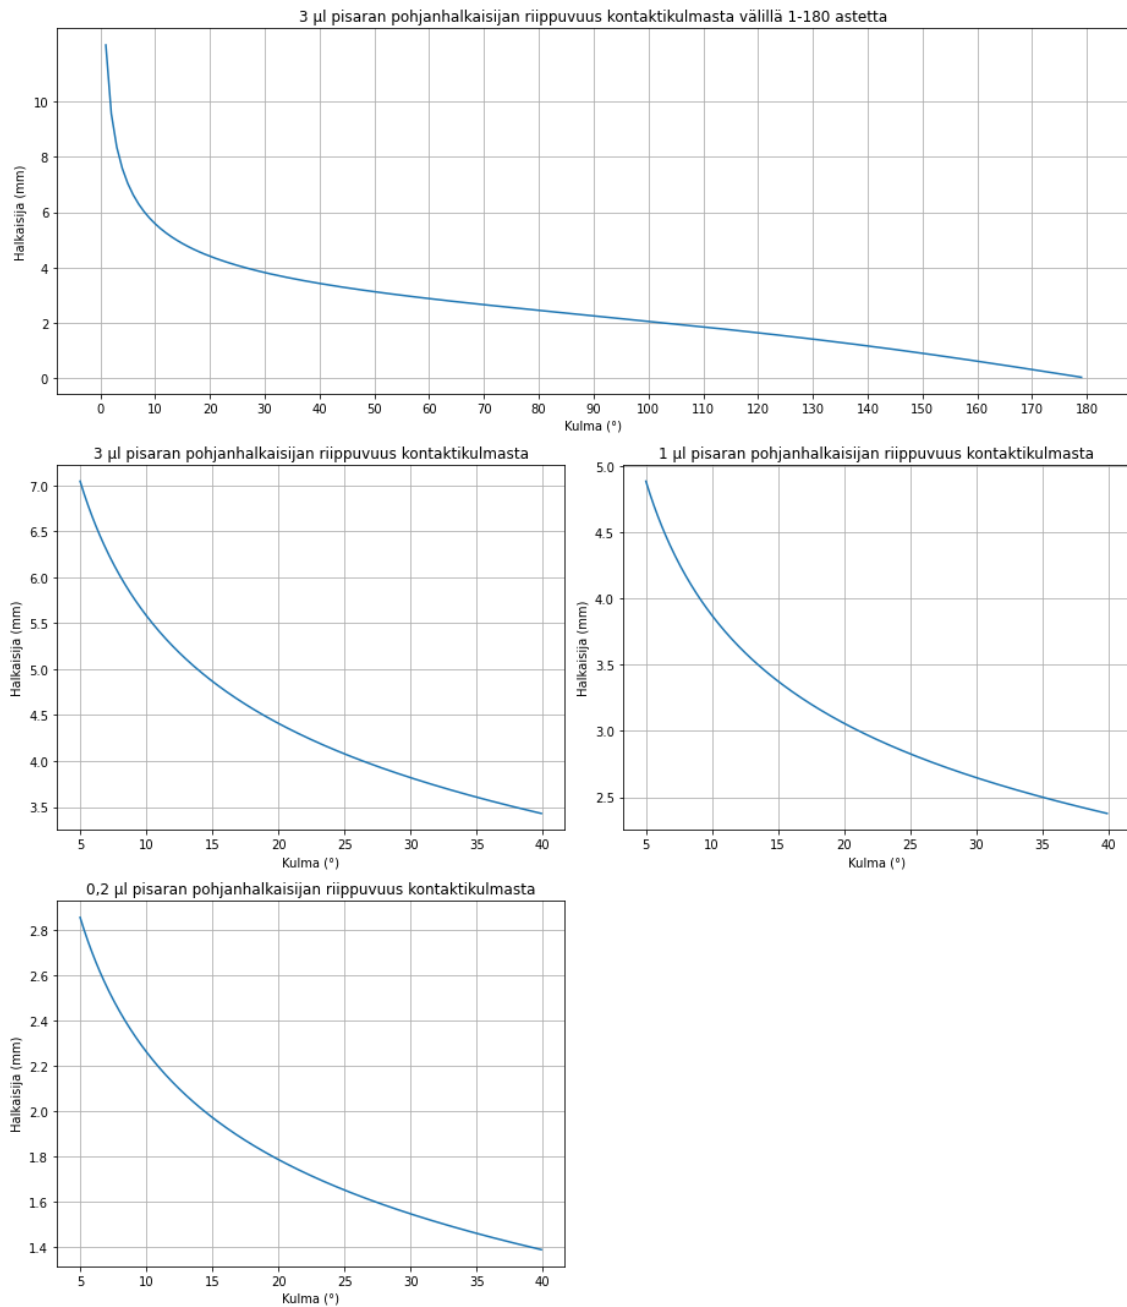 3 µl pisaran pohjanhalkaisijan riippuvuus kontaktikulmasta välillä 1-180 astetta
Halkaisija (mm)
10
8
6
4
2
0
0 10 20 30 40 50 60 70 80 90 100 110 120 130 140 150 160 170 180
Kulma (°)
3 µl pisaran pohjanhalkaisijan riippuvuus kontaktikulmasta
Halkaisija (mm)
7.0
6.5
6.0
5.5
5.0
4.5
4.0
3.5
5 10 15 20 25 30 35 40
Kulma (°)
1 µl pisaran pohjanhalkaisijan riippuvuus kontaktikulmasta
Halkaisija (mm)
5.0
4.5
4.0
3.5
3.0
2.5
5 10 15 20 25 30 35 40
Kulma (°)
0,2 µl pisaran pohjanhalkaisijan riippuvuus kontaktikulmasta
Halkaisija (mm)
2.8
2.6
2.4
2.2
2.0
1.8
1.6
1.4
5 10 15 20 25 30 35 40
Kulma (°)